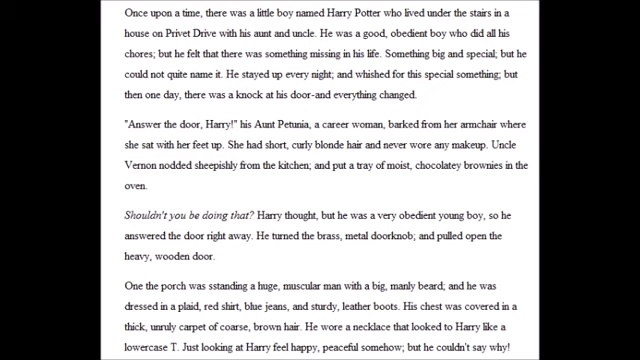 Once upon a time, there was a little boy named Harry Potter who lived under the stairs in a
house on Privet Drive with his aunt and uncle. He was a good, obedient boy who did all his
chores; but he felt that there was something missing in his life. Something big and special; but he
could not quite name it. He stayed up every night; and whished for this special something; but
then one day, there was a knock at his door-and everything changed.
"Answer the door, Harry!" his Aunt Petunia, a career woman, barked from her armchair where
she sat with her feet up. She had short, curly blonde hair and never wore any makeup. Uncle
Vernon nodded sheepishly from the kitchen; and put a tray of moist, chocolatey brownies in the
oven.
Shouldn't you be doing that? Harry thought, but he was a very obedient young boy, so he
answered the door right away. He turned the brass, metal doorknob; and pulled open the
heavy, wooden door.
One the porch was sstanding a huge, muscular man with a big, manly beard; and he was
dressed in a plaid, red shirt, blue jeans, and sturdy, leather boots. His chest was covered in a
thick, unruly carpet of coarse, brown hair. He wore a necklace that looked to Harry like a
lowercase T. Just looking at Harry feel happy, peaceful somehow; but he couldn't say why!